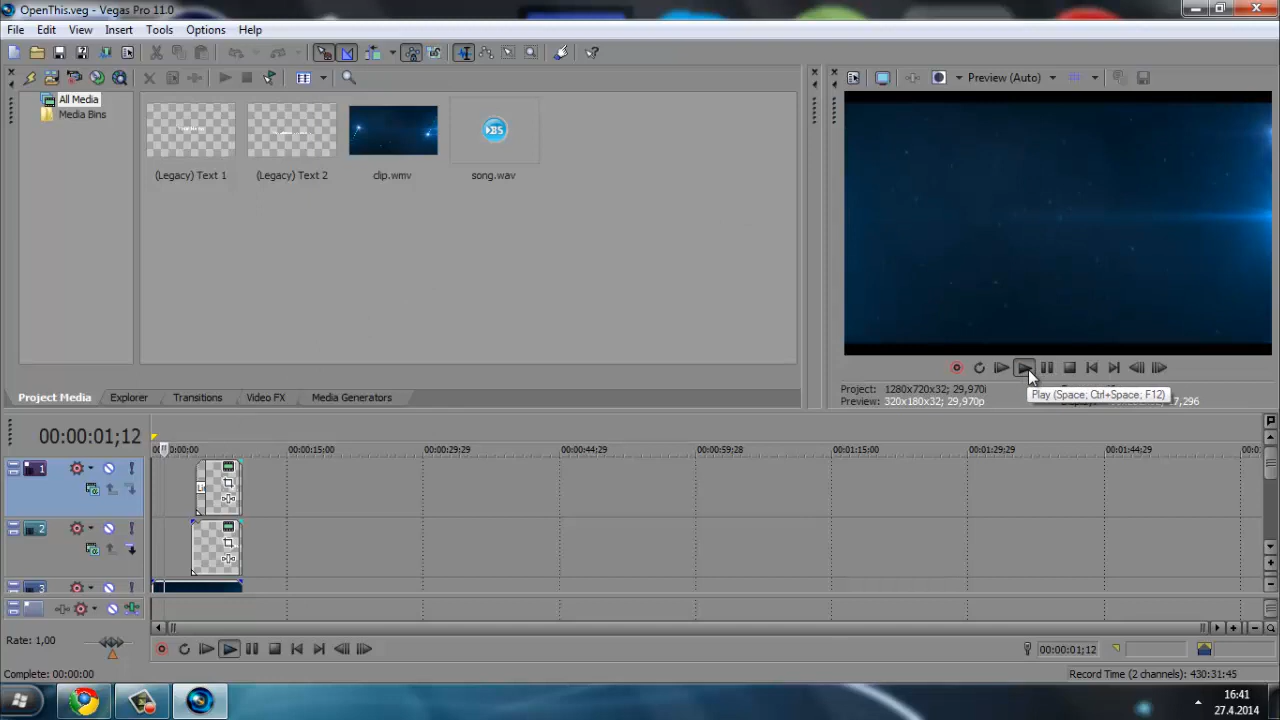 OpenThis.veg - Vegas Pro 11.0
File Edit View Insert Tools Options Help
Preview (Auto)
All Media
Media Bins
(Legacy) Text 1 (Legacy) Text 2 clip.wmv song.wav
Project Media Explorer Transitions Video FX Media Generators
Project: 1280x720x32; 29,970i
Preview: 320x180x32; 29,970p
Play (Space; Ctrl+Space; F12)
00:00:01;12
00:00:15;00 00:00:29;29 00:00:44;29 00:00:59;28 00:01:15;00 00:01:29;29 00:01:44;29
1
2
3
Rate: 1,00
00:00:01;12
Complete: 00:00:00
Record Time (2 channels): 430:31:45
16:41
27.4.2014